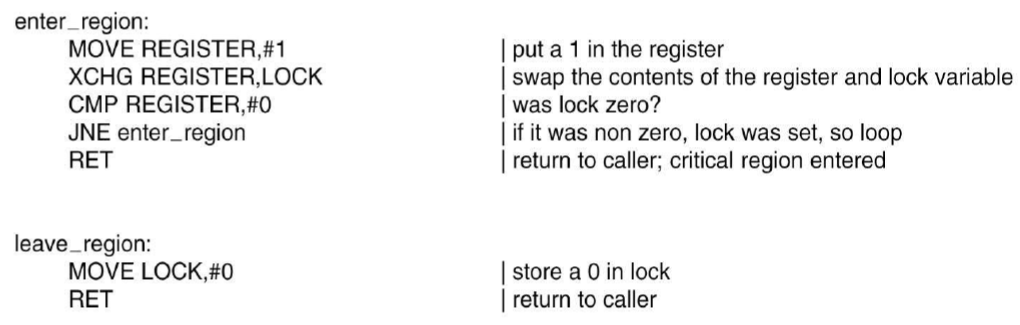 enter_region:
MOVE REGISTER,#1 | put a 1 in the register
XCHG REGISTER,LOCK | swap the contents of the register and lock variable
CMP REGISTER,#0 | was lock zero?
JNE enter_region | if it was non zero, lock was set, so loop
RET | return to caller; critical region entered
leave_region:
MOVE LOCK,#0 | store a 0 in lock
RET | return to caller